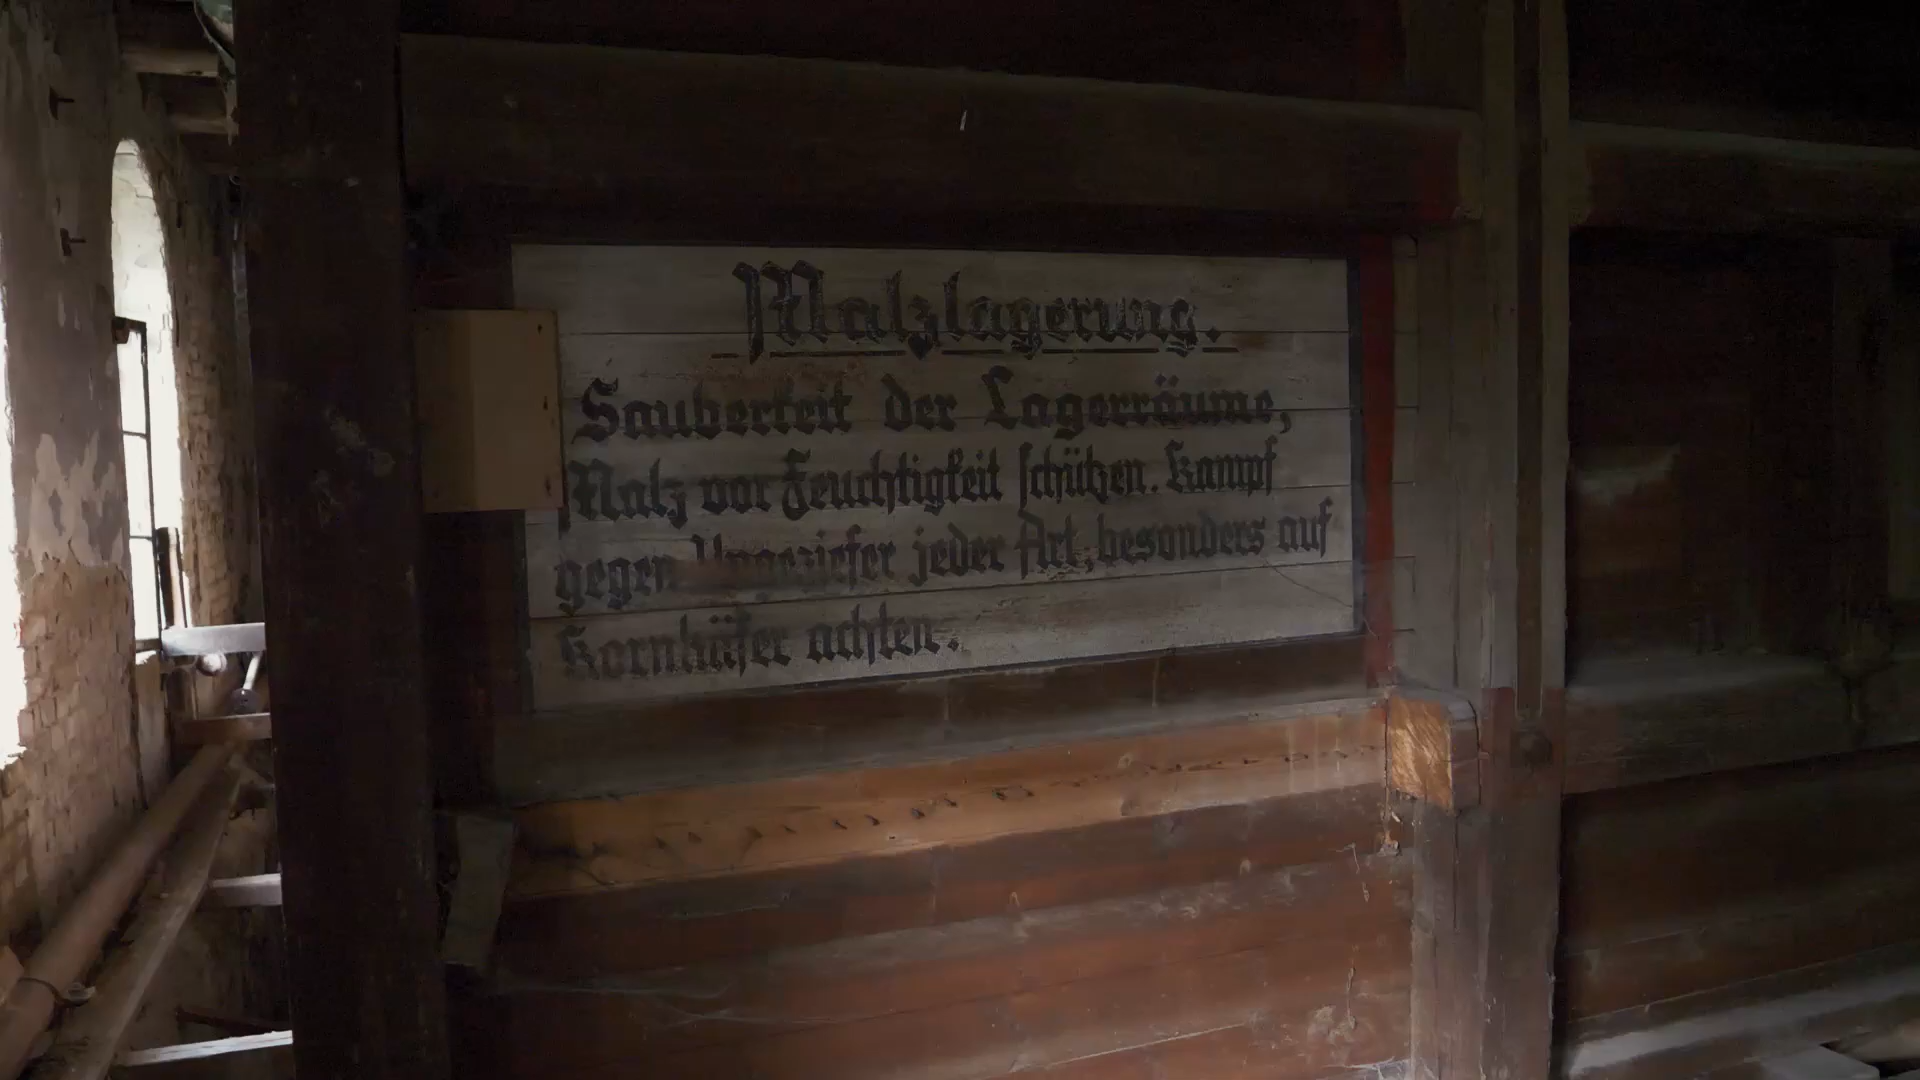 Malzlagerung.
Sauberkeit der Lagerräume,
Malz vor Feuchtigkeit schützen. Kampf
gegen Ungeziefer jeder Art, besonders auf
Kornkäfer achten.